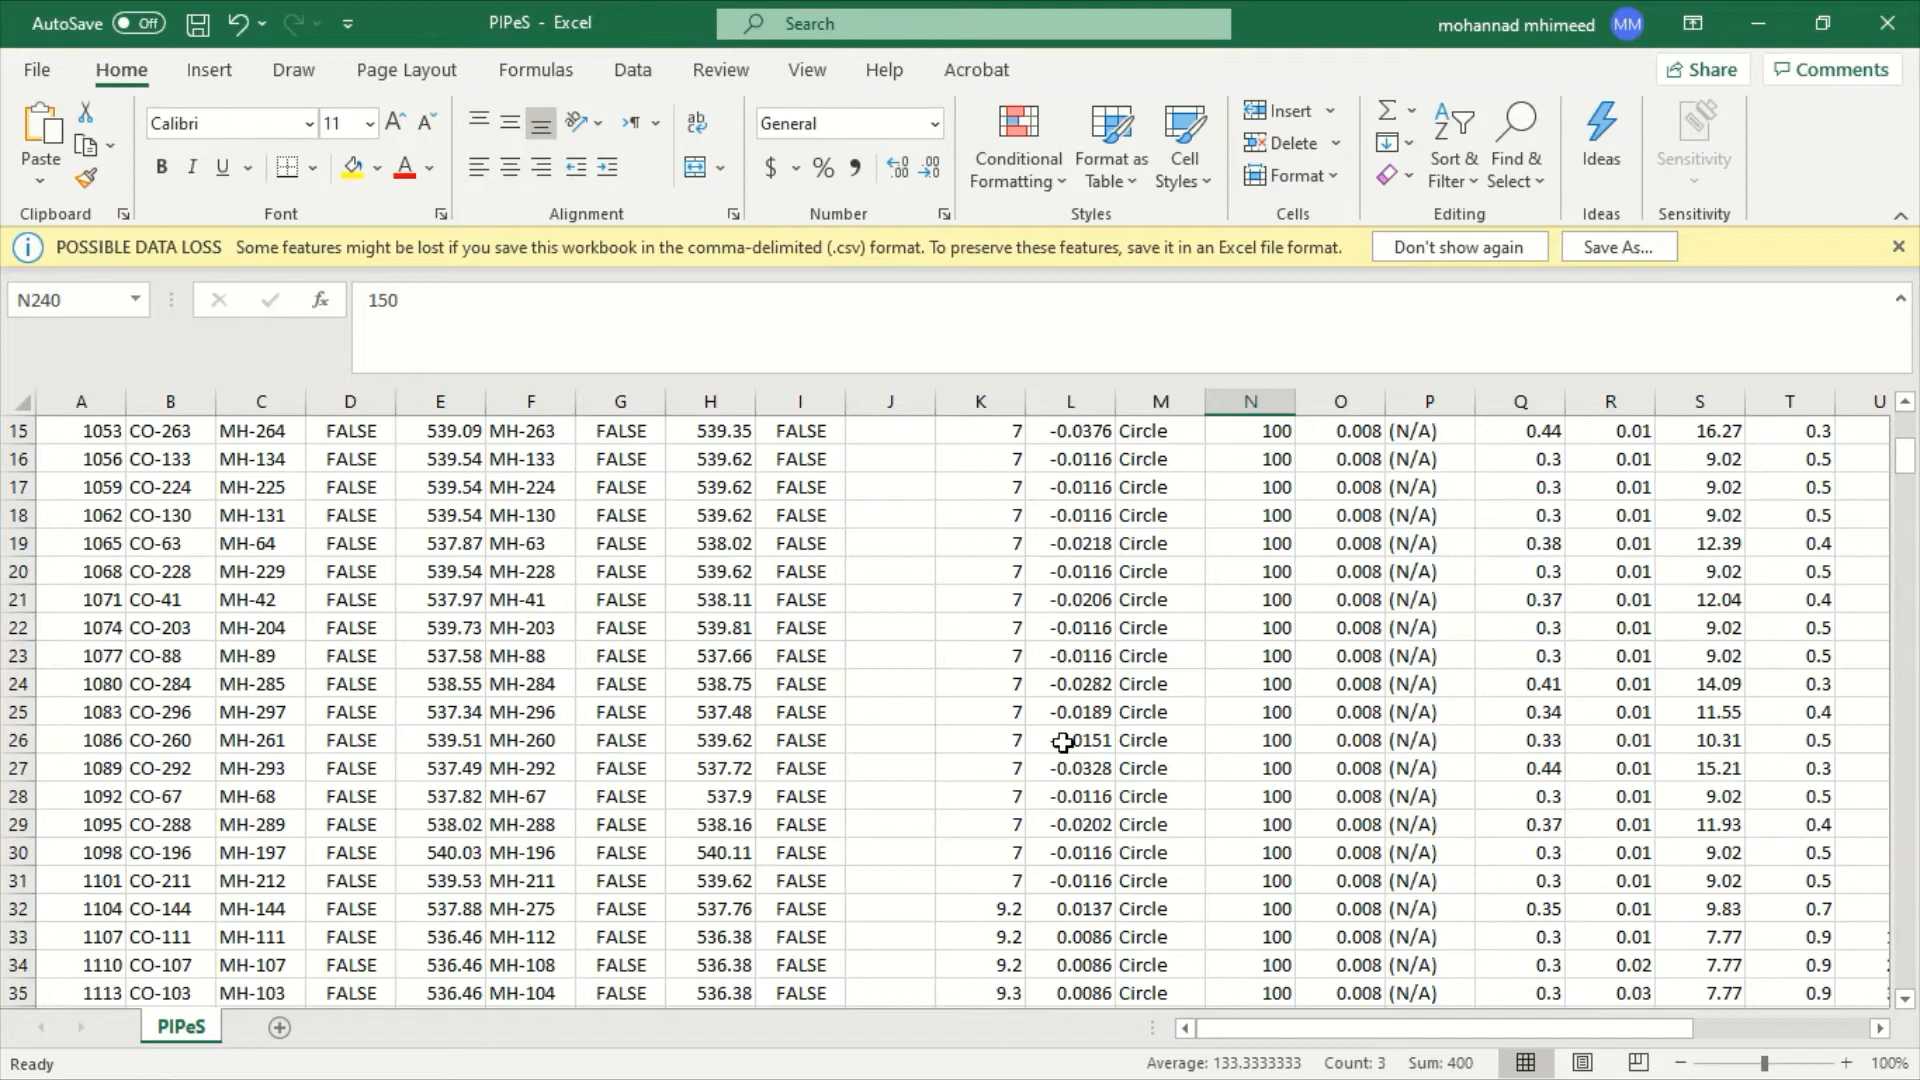 AutoSave Off PIPeS - Excel Search mohannad mhimeed MM
File Home Insert Draw Page Layout Formulas Data Review View Help Acrobat Share Comments
Paste Calibri 11 General Conditional Formatting Format as Table Cell Styles Insert Delete Format Sort & Filter Find & Select Ideas Sensitivity
Clipboard Font Alignment Number Styles Cells Editing Ideas Sensitivity
POSSIBLE DATA LOSS Some features might be lost if you save this workbook in the comma-delimited (.csv) format. To preserve these features, save it in an Excel file format. Don't show again Save As...
N240 fx 150
A B C D E F G H I J K L M N O P Q R S T U
15 1053 CO-263 MH-264 FALSE 539.09 MH-263 FALSE 539.35 FALSE 7 -0.0376 Circle 100 0.008 (N/A) 0.44 0.01 16.27 0.3
16 1056 CO-133 MH-134 FALSE 539.54 MH-133 FALSE 539.62 FALSE 7 -0.0116 Circle 100 0.008 (N/A) 0.3 0.01 9.02 0.5
17 1059 CO-224 MH-225 FALSE 539.54 MH-224 FALSE 539.62 FALSE 7 -0.0116 Circle 100 0.008 (N/A) 0.3 0.01 9.02 0.5
18 1062 CO-130 MH-131 FALSE 539.54 MH-130 FALSE 539.62 FALSE 7 -0.0116 Circle 100 0.008 (N/A) 0.3 0.01 9.02 0.5
19 1065 CO-63 MH-64 FALSE 537.87 MH-63 FALSE 538.02 FALSE 7 -0.0218 Circle 100 0.008 (N/A) 0.38 0.01 12.39 0.4
20 1068 CO-228 MH-229 FALSE 539.54 MH-228 FALSE 539.62 FALSE 7 -0.0116 Circle 100 0.008 (N/A) 0.3 0.01 9.02 0.5
21 1071 CO-41 MH-42 FALSE 537.97 MH-41 FALSE 538.11 FALSE 7 -0.0206 Circle 100 0.008 (N/A) 0.37 0.01 12.04 0.4
22 1074 CO-203 MH-204 FALSE 539.73 MH-203 FALSE 539.81 FALSE 7 -0.0116 Circle 100 0.008 (N/A) 0.3 0.01 9.02 0.5
23 1077 CO-88 MH-89 FALSE 537.58 MH-88 FALSE 537.66 FALSE 7 -0.0116 Circle 100 0.008 (N/A) 0.3 0.01 9.02 0.5
24 1080 CO-284 MH-285 FALSE 538.55 MH-284 FALSE 538.75 FALSE 7 -0.0282 Circle 100 0.008 (N/A) 0.41 0.01 14.09 0.3
25 1083 CO-296 MH-297 FALSE 537.34 MH-296 FALSE 537.48 FALSE 7 -0.0189 Circle 100 0.008 (N/A) 0.34 0.01 11.55 0.4
26 1086 CO-260 MH-261 FALSE 539.51 MH-260 FALSE 539.62 FALSE 7 Circle 100 0.008 (N/A) 0.33 0.01 10.31 0.5
27 1089 CO-292 MH-293 FALSE 537.49 MH-292 FALSE 537.72 FALSE 7 -0.0328 Circle 100 0.008 (N/A) 0.44 0.01 15.21 0.3
28 1092 CO-67 MH-68 FALSE 537.82 MH-67 FALSE 537.9 FALSE 7 -0.0116 Circle 100 0.008 (N/A) 0.3 0.01 9.02 0.5
29 1095 CO-288 MH-289 FALSE 538.02 MH-288 FALSE 538.16 FALSE 7 -0.0202 Circle 100 0.008 (N/A) 0.37 0.01 11.93 0.4
30 1098 CO-196 MH-197 FALSE 540.03 MH-196 FALSE 540.11 FALSE 7 -0.0116 Circle 100 0.008 (N/A) 0.3 0.01 9.02 0.5
31 1101 CO-211 MH-212 FALSE 539.53 MH-211 FALSE 539.62 FALSE 7 -0.0116 Circle 100 0.008 (N/A) 0.3 0.01 9.02 0.5
32 1104 CO-144 MH-144 FALSE 537.88 MH-275 FALSE 537.76 FALSE 9.2 0.0137 Circle 100 0.008 (N/A) 0.35 0.01 9.83 0.7
33 1107 CO-111 MH-111 FALSE 536.46 MH-112 FALSE 536.38 FALSE 9.2 0.0086 Circle 100 0.008 (N/A) 0.3 0.01 7.77 0.9
34 1110 CO-107 MH-107 FALSE 536.46 MH-108 FALSE 536.38 FALSE 9.2 0.0086 Circle 100 0.008 (N/A) 0.3 0.02 7.77 0.9
35 1113 CO-103 MH-103 FALSE 536.46 MH-104 FALSE 536.38 FALSE 9.3 0.0086 Circle 100 0.008 (N/A) 0.3 0.03 7.77 0.9
PIPeS
Ready Average: 133.3333333 Count: 3 Sum: 400 100%